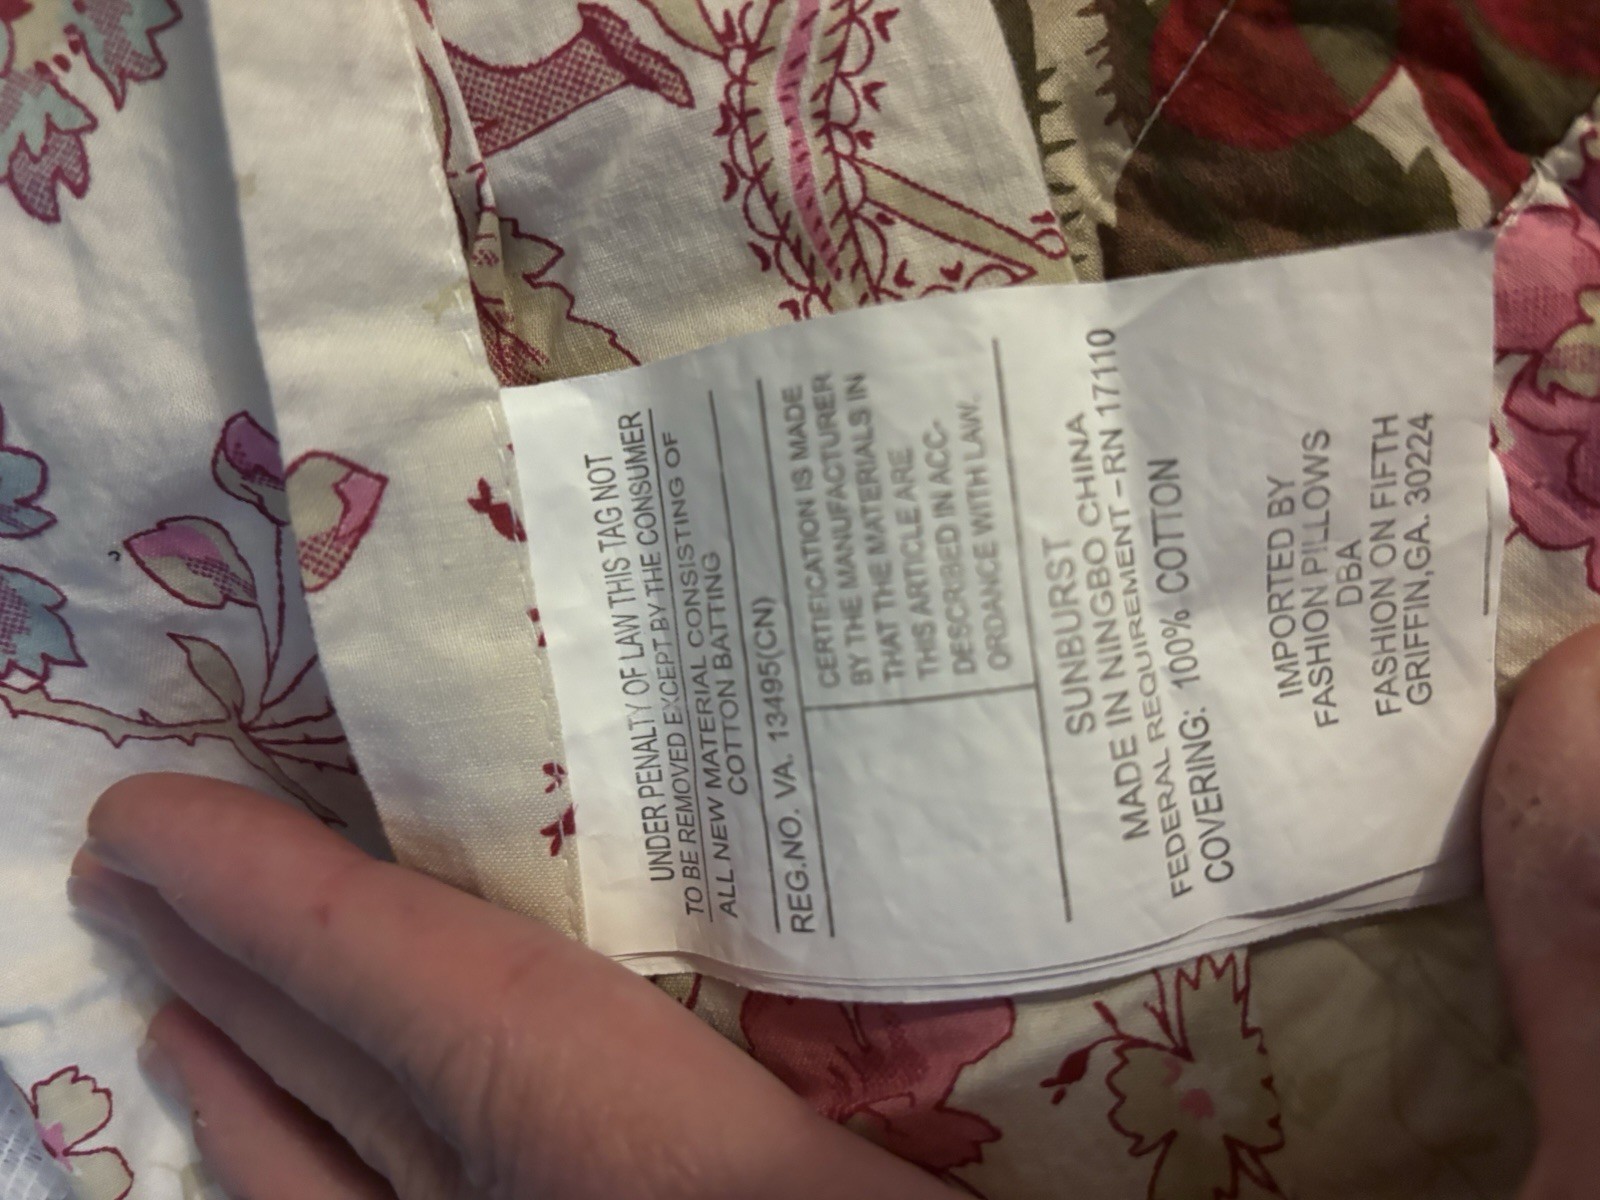 UNDER PENALTY OF LAW THIS TAG NOT
TO BE REMOVED EXCEPT BY THE CONSUMER
ALL NEW MATERIAL CONSISTING OF
COTTON BATTING
REG.NO. VA. 13495(CN)
CERTIFICATION IS MADE
BY THE MANUFACTURER
THAT THE MATERIALS IN
THIS ARTICLE ARE
DESCRIBED IN ACC-
ORDANCE WITH LAW.
SUNBURST
MADE IN NINGBO CHINA
FEDERAL REQUIREMENT-RN 17110
COVERING: 100% COTTON
IMPORTED BY
FASHION PILLOWS
DBA
FASHION ON FIFTH
GRIFFIN,GA. 30224